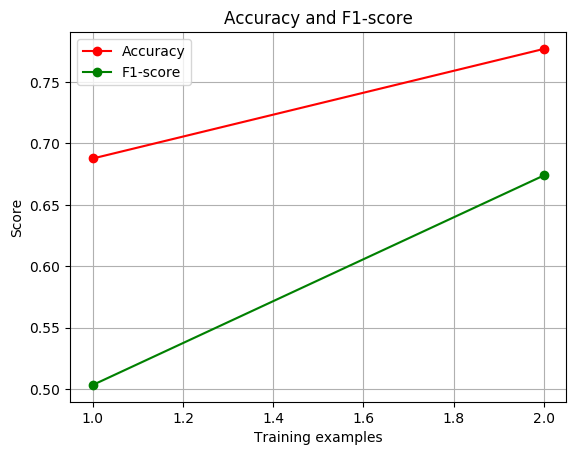 Accuracy and F1-score
Accuracy
F1-score
Score
0.75
0.70
0.65
0.60
0.55
0.50
1.0 1.2 1.4 1.6 1.8 2.0
Training examples